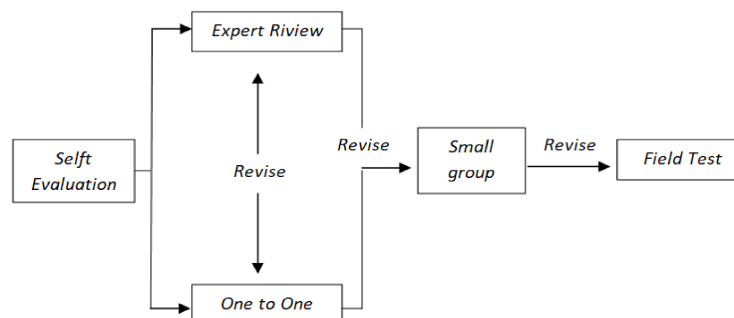 Expert Riview
Selft
Evaluation
Revise
Revise
Small
group
Revise
Field Test
One to One